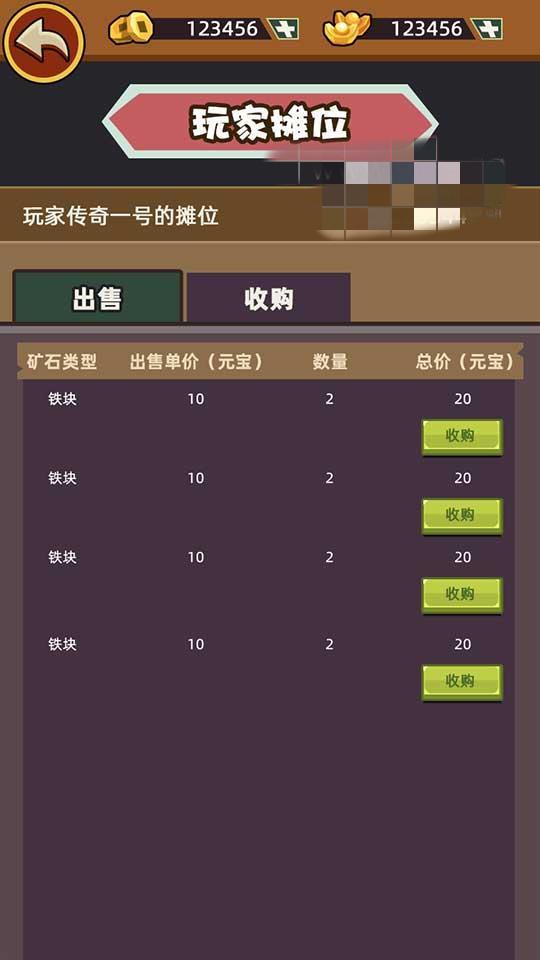 123456 123456
玩家摊位
玩家传奇一号的摊位
出售 收购
矿石类型 出售单价（元宝） 数量 总价（元宝）
铁块 10 2 20
收购
铁块 10 2 20
收购
铁块 10 2 20
收购
铁块 10 2 20
收购